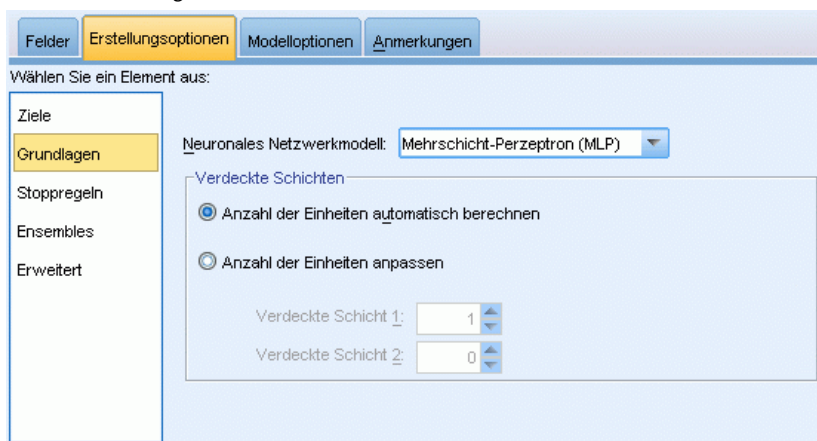 Felder Erstellungsoptionen Modelloptionen Anmerkungen
Wählen Sie ein Element aus:
Ziele
Grundlagen
Stoppregeln
Ensembles
Erweitert
Neuronales Netzwerkmodell: Mehrschicht-Perzeptron (MLP)
Verdeckte Schichten
Anzahl der Einheiten automatisch berechnen
Anzahl der Einheiten anpassen
Verdeckte Schicht 1: 1
Verdeckte Schicht 2: 0